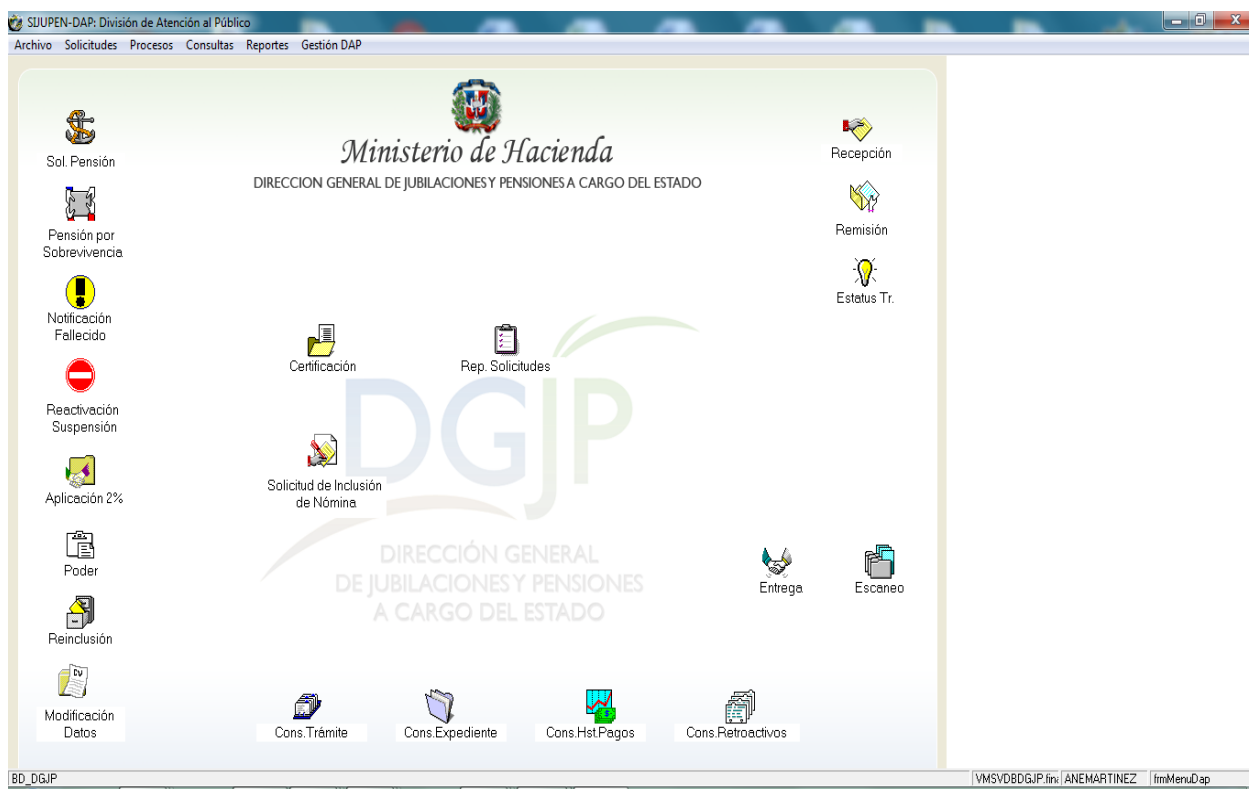 SIJUPEN-DAP: División de Atención al Público
Archivo Solicitudes Procesos Consultas Reportes Gestión DAP
Ministerio de Hacienda
DIRECCION GENERAL DE JUBILACIONES Y PENSIONES A CARGO DEL ESTADO
Sol. Pensión
Pensión por
Sobrevivencia
Notificación
Fallecido
Reactivación
Suspensión
Aplicación 2%
Poder
Reinclusión
Modificación
Datos
Certificación
Rep. Solicitudes
Solicitud de Inclusión
de Nómina
DGJP
DIRECCIÓN GENERAL
DE JUBILACIONES Y PENSIONES
A CARGO DEL ESTADO
Recepción
Remisión
Estatus Tr.
Entrega
Escaneo
CV
Cons.Trámite
Cons.Expediente
Cons.Hst.Pagos
Cons.Retroactivos
BD_DGJP
VMSVDBDGJP.fin
ANEMARTINEZ
frmMenuDap